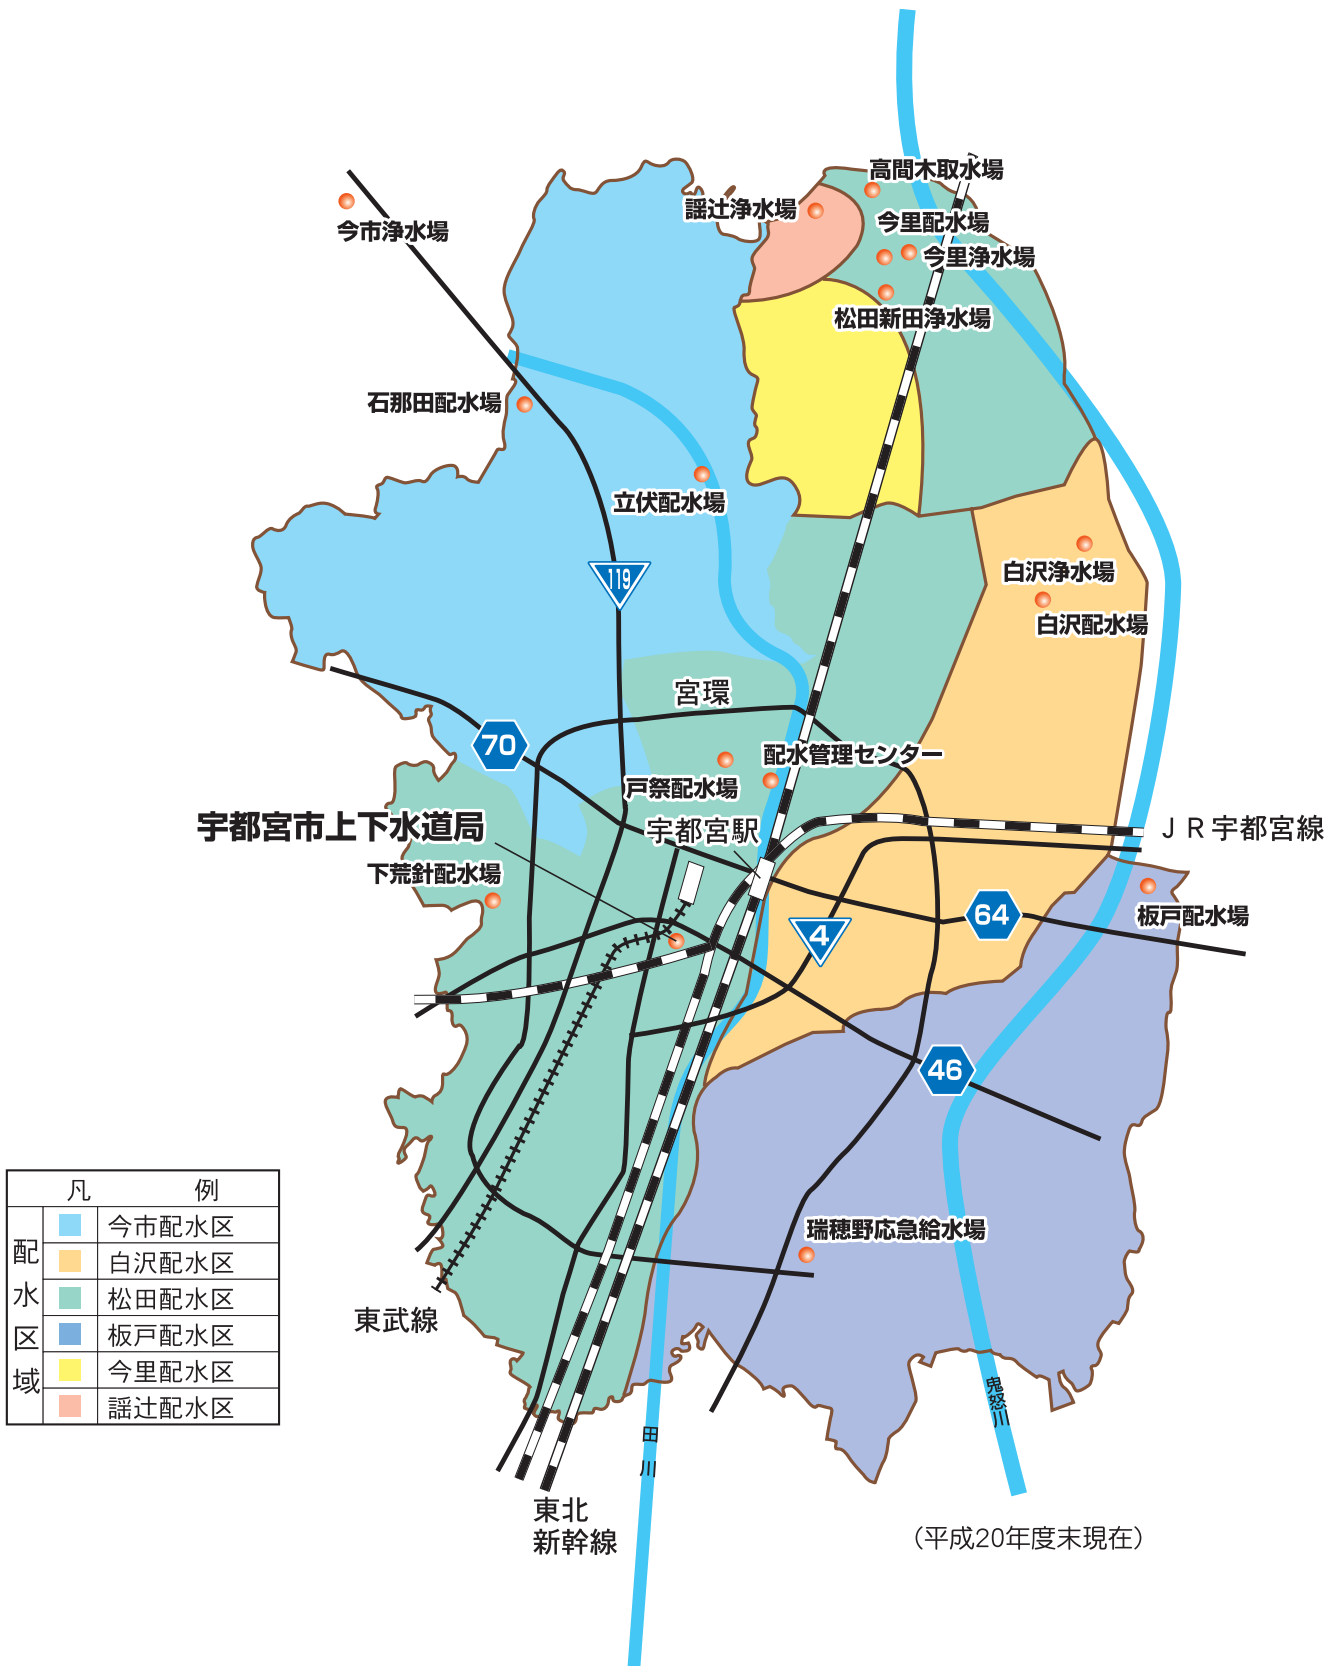 高間木取水場
謡辻浄水場
今里配水場
今市浄水場
今里浄水場
松田新田浄水場
石那田配水場
立伏配水場
119
白沢浄水場
白沢配水場
宮環
70
配水管理センター
戸祭配水場
宇都宮市上下水道局
宇都宮駅
ＪＲ宇都宮線
下荒針配水場
板戸配水場
64
4
46
凡例
配水区域
今市配水区
白沢配水区
松田配水区
板戸配水区
今里配水区
謡辻配水区
瑞穂野応急給水場
東武線
鬼怒川
田川
東北
新幹線
（平成20年度末現在）